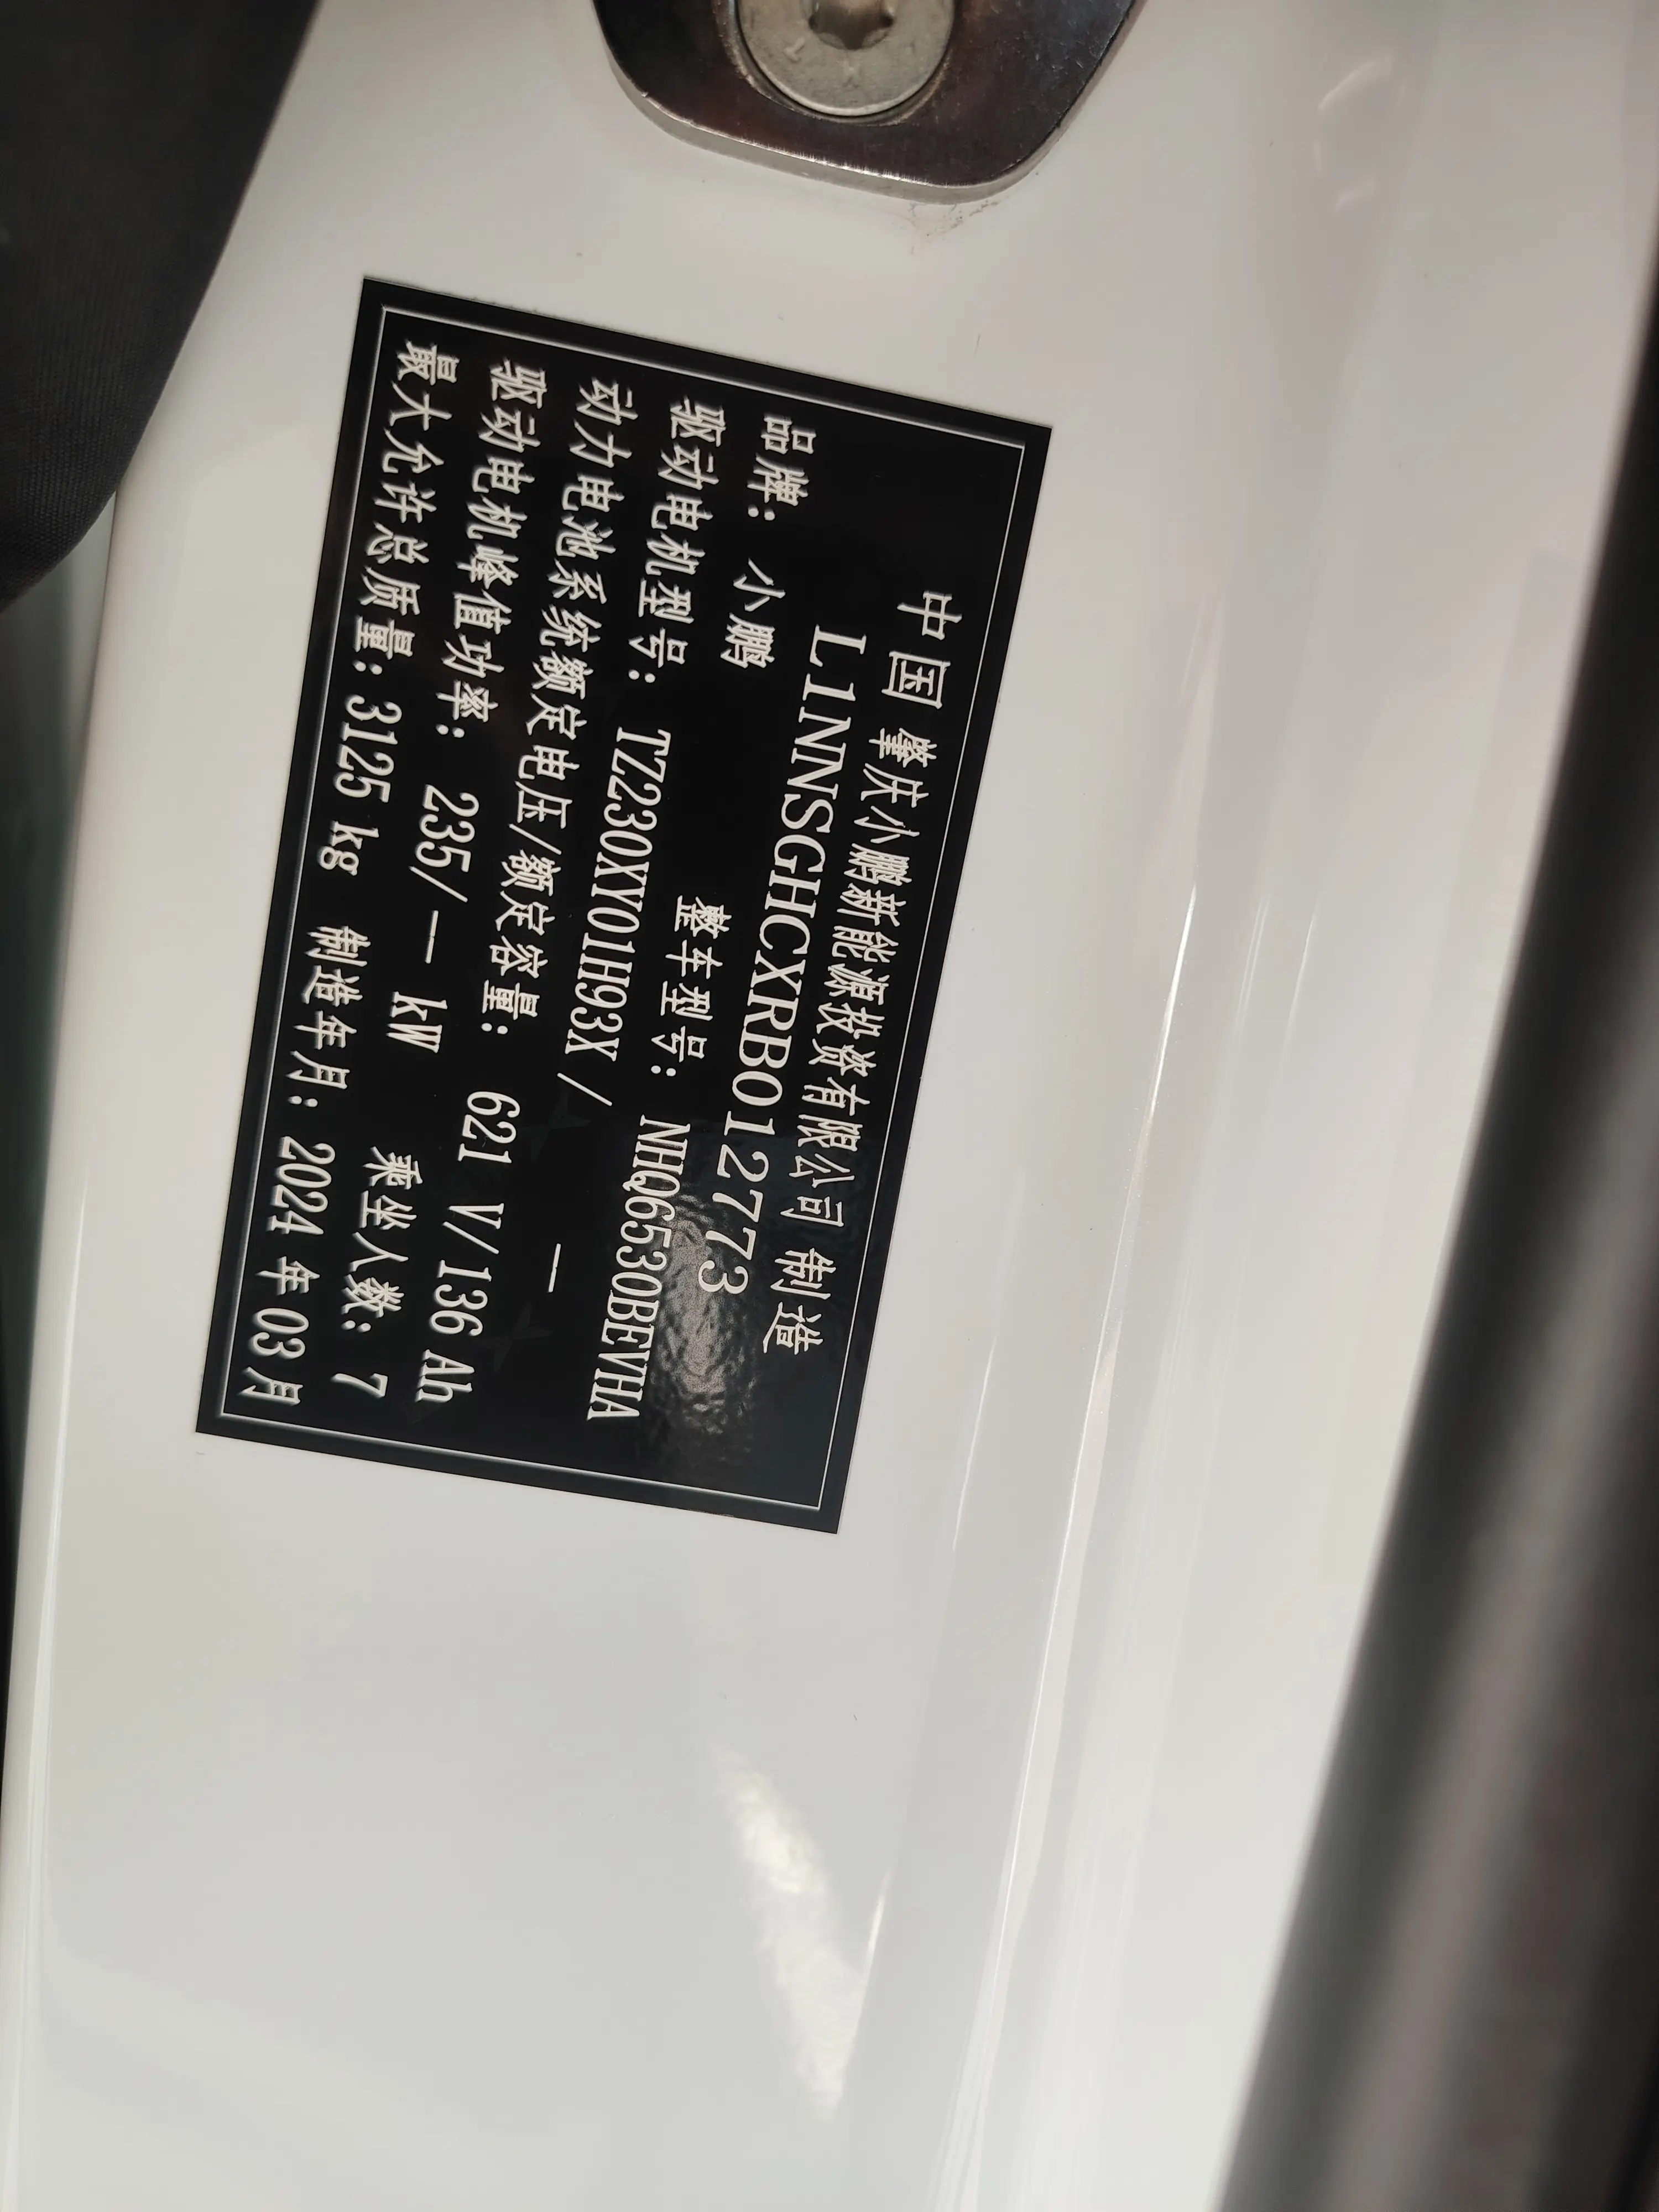 中国 肇庆小鹏新能源投资有限公司 制造
L1NNSGHCXRB012773
品牌: 小鹏 整车型号: NHQ6530BEVHA
驱动电机型号: TZ230XY01H93X / —
动力电池系统额定电压/额定容量: 621 V/136 Ah
驱动电机峰值功率: 235/ — kW 乘坐人数: 7
最大允许总质量: 3125 kg 制造年月: 2024 年 03 月